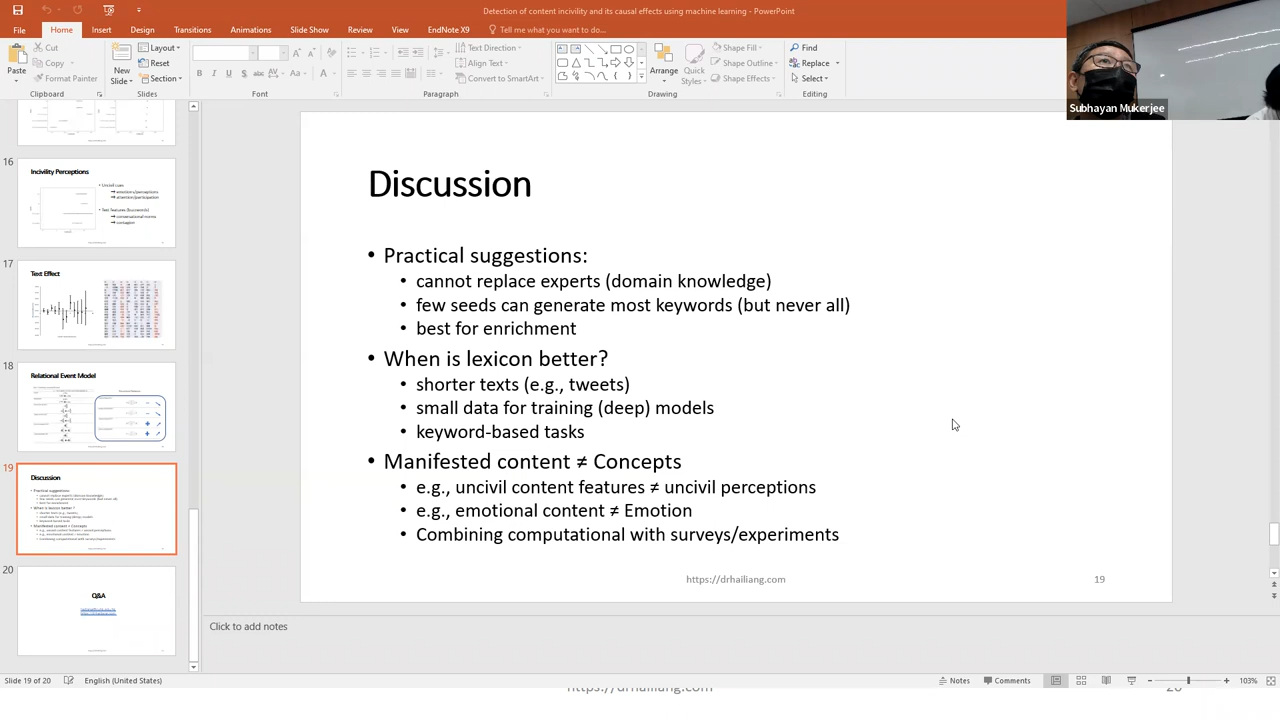 Detection of content incivility and its causal effects using machine learning - PowerPoint
File Home Insert Design Transitions Animations Slide Show Review View EndNote X9 Tell me what you want to do...
Paste
Cut
Copy
Format Painter
Clipboard
New Slide
Layout
Reset
Section
Slides
Font
Text Direction
Align Text
Convert to SmartArt
Paragraph
Arrange
Quick Styles
Shape Fill
Shape Outline
Shape Effects
Drawing
Find
Replace
Select
Editing
Subhayan Mukerjee
16
Incivility Perceptions
17
Text Effect
18
Relational Event Model
19
Discussion
20
Q&A
Discussion
• Practical suggestions:
• cannot replace experts (domain knowledge)
• few seeds can generate most keywords (but never all)
• best for enrichment
• When is lexicon better?
• shorter texts (e.g., tweets)
• small data for training (deep) models
• keyword-based tasks
• Manifested content ≠ Concepts
• e.g., uncivil content features ≠ uncivil perceptions
• e.g., emotional content ≠ Emotion
• Combining computational with surveys/experiments
https://drhailiang.com
19
Click to add notes
Slide 19 of 20 English (United States) Notes Comments 103%
https://drhailiang.com